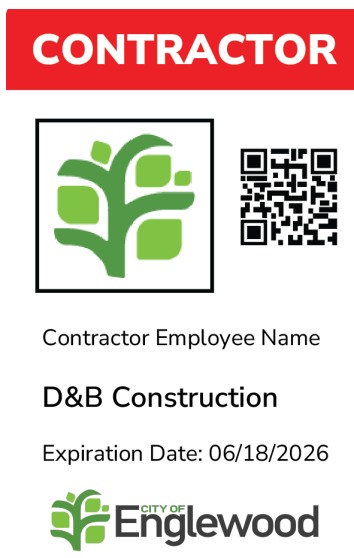 CONTRACTOR
Contractor Employee Name
D&B Construction
Expiration Date: 06/18/2026
CITY OF
Englewood